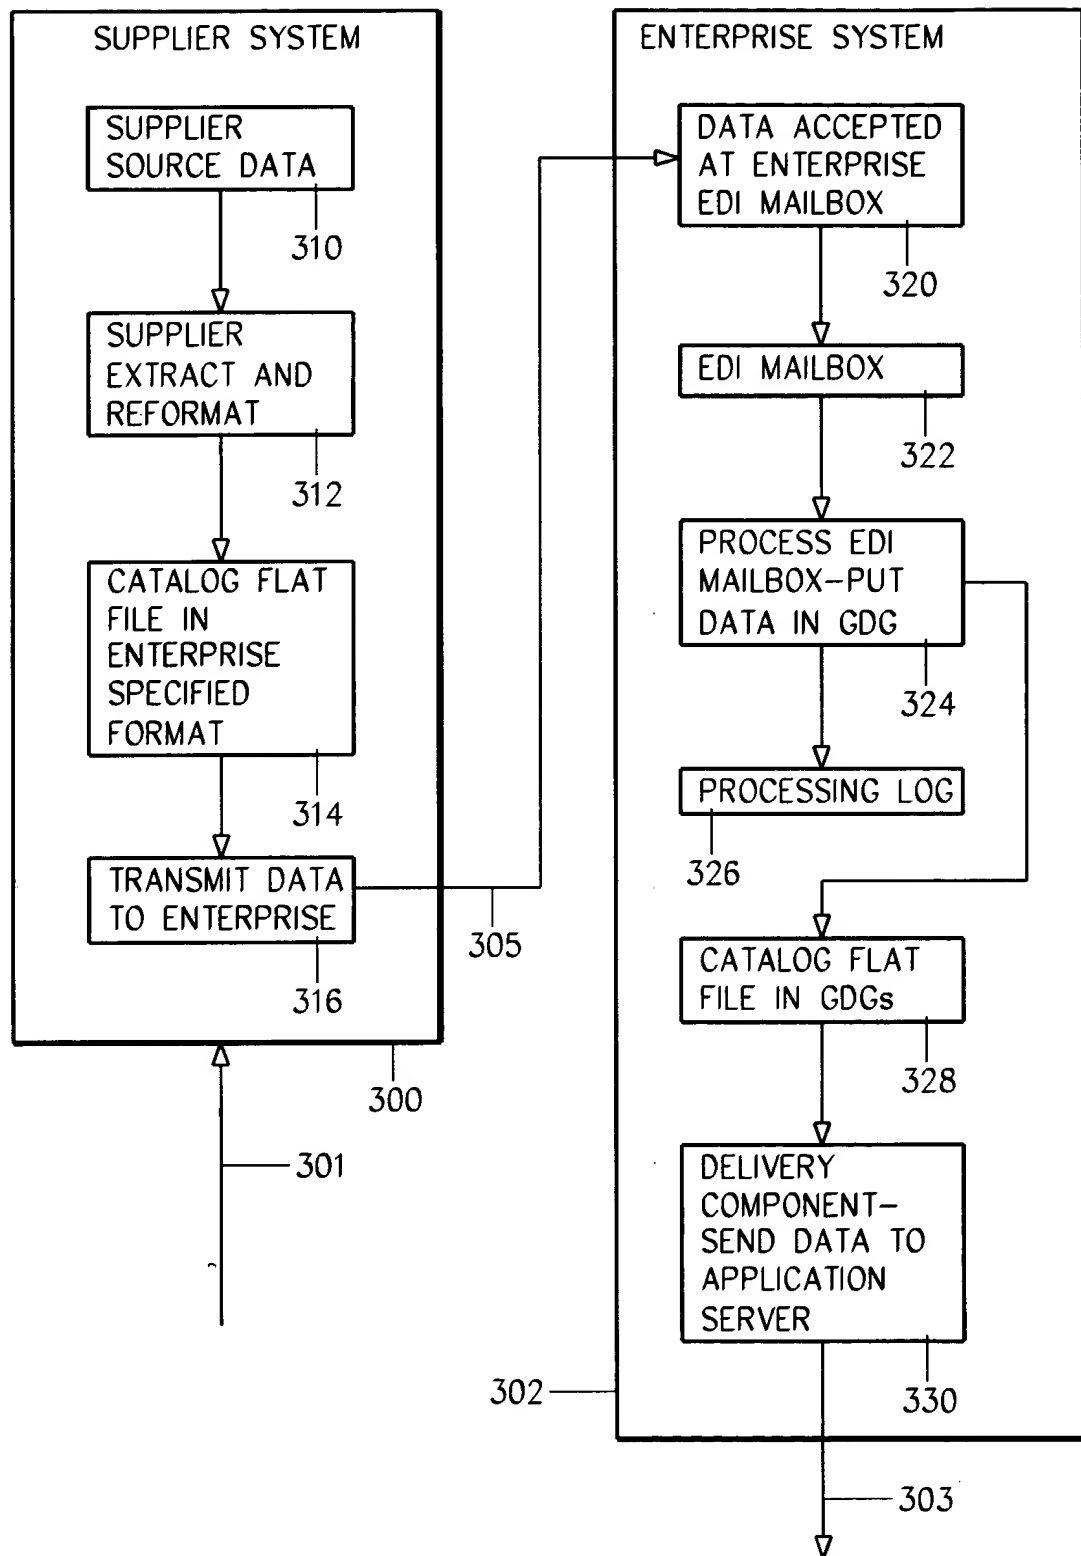 SUPPLIER SYSTEM
SUPPLIER
SOURCE DATA
310
SUPPLIER
EXTRACT AND
REFORMAT
312
CATALOG FLAT
FILE IN
ENTERPRISE
SPECIFIED
FORMAT
314
TRANSMIT DATA
TO ENTERPRISE
316
305
300
301
ENTERPRISE SYSTEM
DATA ACCEPTED
AT ENTERPRISE
EDI MAILBOX
320
EDI MAILBOX
322
PROCESS EDI
MAILBOX-PUT
DATA IN GDG
324
PROCESSING LOG
326
CATALOG FLAT
FILE IN GDGs
328
DELIVERY
COMPONENT-
SEND DATA TO
APPLICATION
SERVER
330
302
303